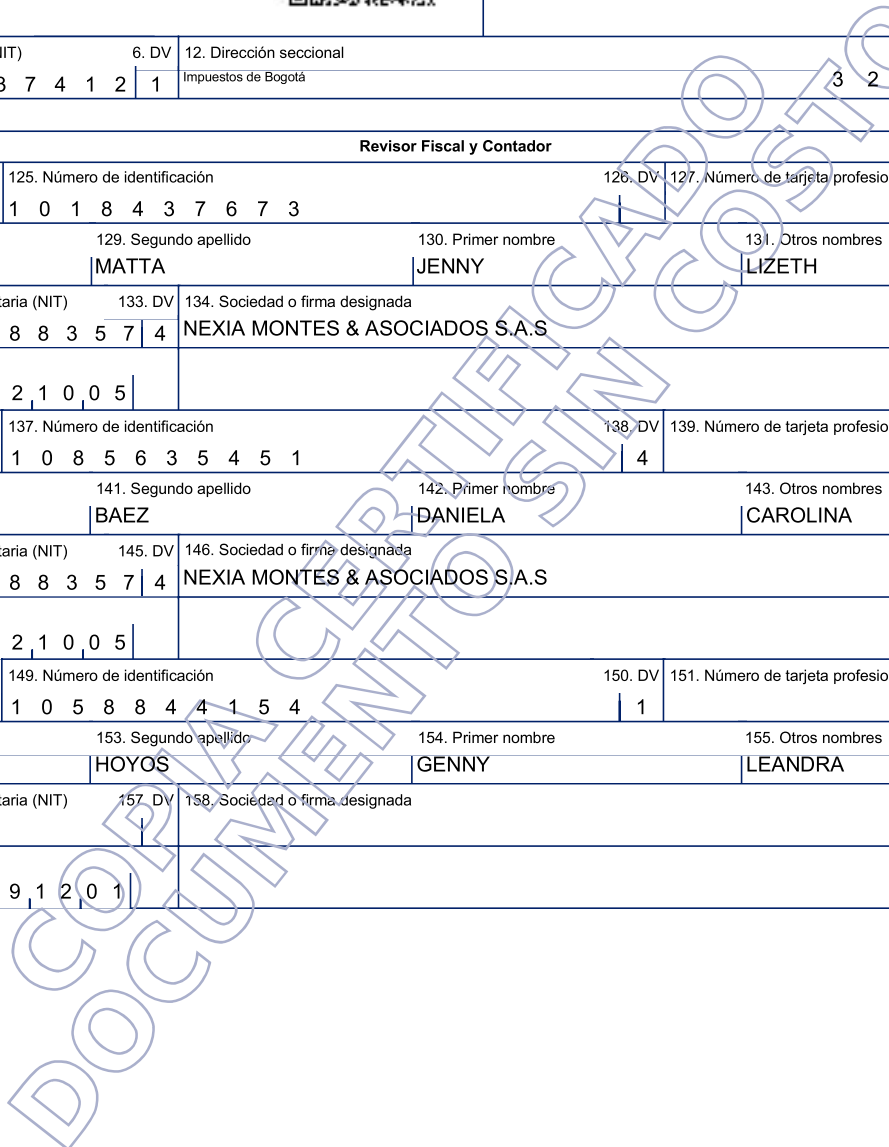 IIT) 6. DV 12. Dirección seccional
8 7 4 1 2 1 Impuestos de Bogotá 3 2
Revisor Fiscal y Contador
125. Número de identificación 126. DV 127. Número de tarjeta profesio
1 0 1 8 4 3 7 6 7 3
129. Segundo apellido 130. Primer nombre 131. Otros nombres
MATTA JENNY LIZETH
taria (NIT) 133. DV 134. Sociedad o firma designada
8 8 3 5 7 4 NEXIA MONTES & ASOCIADOS S.A.S
2 1 0 0 5
137. Número de identificación 138. DV 139. Número de tarjeta profesio
1 0 8 5 6 3 5 4 5 1 4
141. Segundo apellido 142. Primer nombre 143. Otros nombres
BAEZ DANIELA CAROLINA
taria (NIT) 145. DV 146. Sociedad o firma designada
8 8 3 5 7 4 NEXIA MONTES & ASOCIADOS S.A.S
2 1 0 0 5
149. Número de identificación 150. DV 151. Número de tarjeta profesio
1 0 5 8 8 4 4 1 5 4 1
153. Segundo apellido 154. Primer nombre 155. Otros nombres
HOYOS GENNY LEANDRA
taria (NIT) 157. DV 158. Sociedad o firma designada
9 1 2 0 1
COPIA CERTIFICADO
DOCUMENTO SIN COSTO